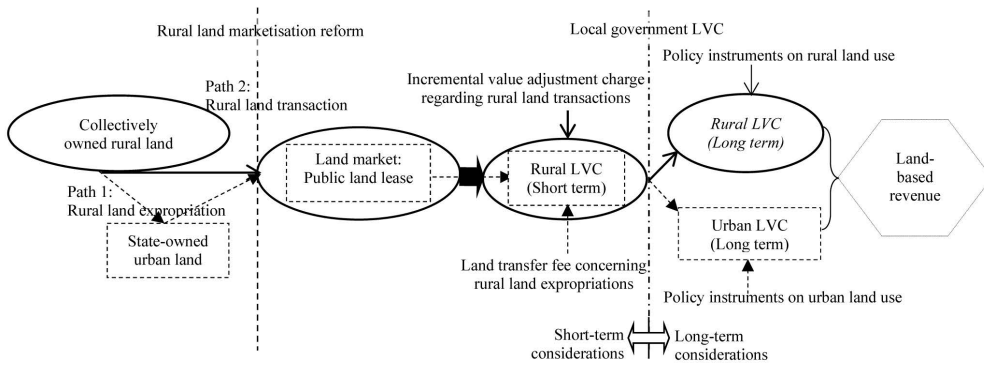 Rural land marketisation reform
Local government LVC
Policy instruments on rural land use
Path 2:
Rural land transaction
Incremental value adjustment charge
regarding rural land transactions
Collectively
owned rural land
Land market:
Public land lease
Rural LVC
(Short term)
Rural LVC
(Long term)
Land-
based
revenue
Path 1:
Rural land expropriation
State-owned
urban land
Urban LVC
(Long term)
Land transfer fee concerning
rural land expropriations
Policy instruments on urban land use
Short-term
considerations
Long-term
considerations